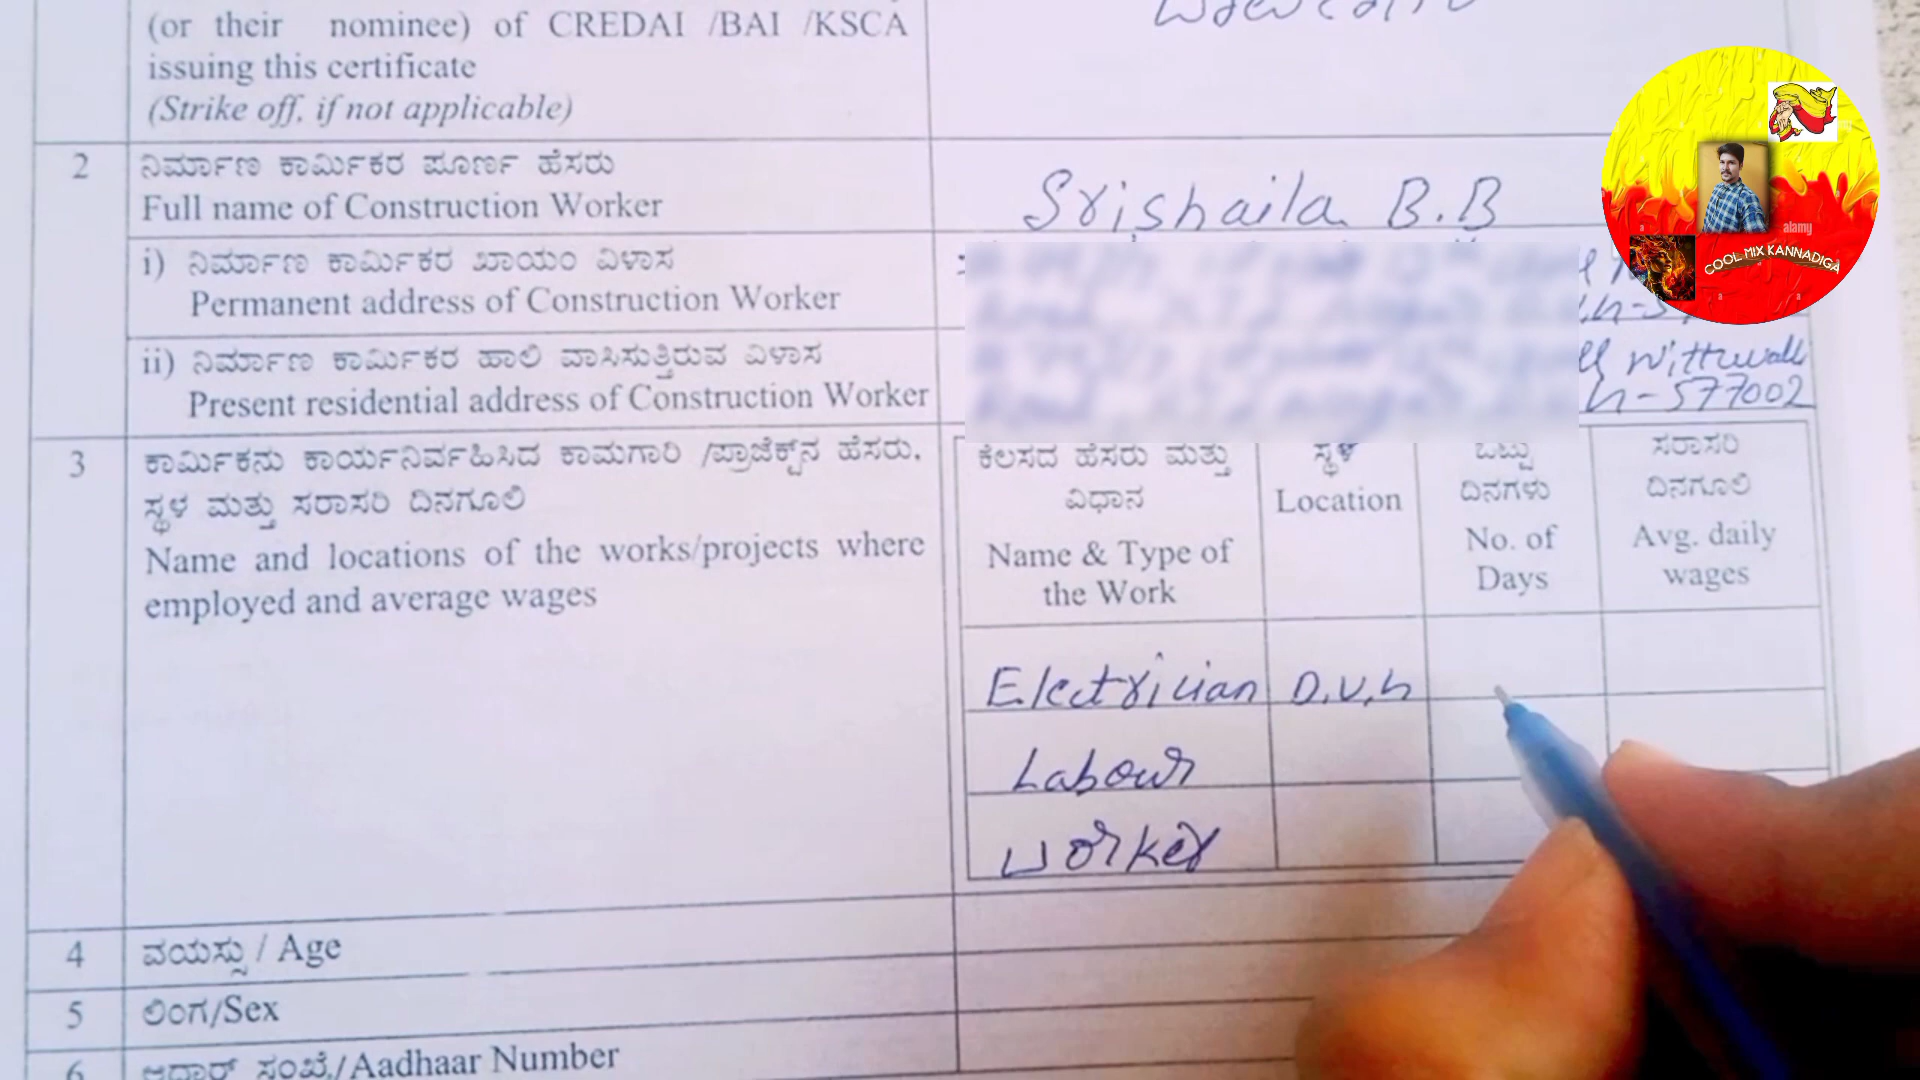 (or their nominee) of CREDAI /BAI /KSCA
issuing this certificate
(Strike off, if not applicable)
2
ನಿರ್ಮಾಣ ಕಾರ್ಮಿಕರ ಪೂರ್ಣ ಹೆಸರು
Full name of Construction Worker
Srishaila B.B
i) ನಿರ್ಮಾಣ ಕಾರ್ಮಿಕರ ಖಾಯಂ ವಿಳಾಸ
Permanent address of Construction Worker
ii) ನಿರ್ಮಾಣ ಕಾರ್ಮಿಕರ ಹಾಲಿ ವಾಸಿಸುತ್ತಿರುವ ವಿಳಾಸ
Present residential address of Construction Worker
577002
3
ಕಾರ್ಮಿಕನು ಕಾರ್ಯನಿರ್ವಹಿಸಿದ ಕಾಮಗಾರಿ /ಪ್ರಾಜೆಕ್ಟ್‌ನ ಹೆಸರು,
ಸ್ಥಳ ಮತ್ತು ಸರಾಸರಿ ದಿನಗೂಲಿ
Name and locations of the works/projects where
employed and average wages
ಕೆಲಸದ ಹೆಸರು ಮತ್ತು
ವಿಧಾನ
Name & Type of
the Work
ಸ್ಥಳ
Location
ಒಟ್ಟು
ದಿನಗಳು
No. of
Days
ಸರಾಸರಿ
ದಿನಗೂಲಿ
Avg. daily
wages
Electrician D.V.h
Labour
Worker
4
ವಯಸ್ಸು / Age
5
ಲಿಂಗ/Sex
6
ಆಧಾರ್ ಸಂಖ್ಯೆ/Aadhaar Number
alamy
COOL MIX KANNADIGA